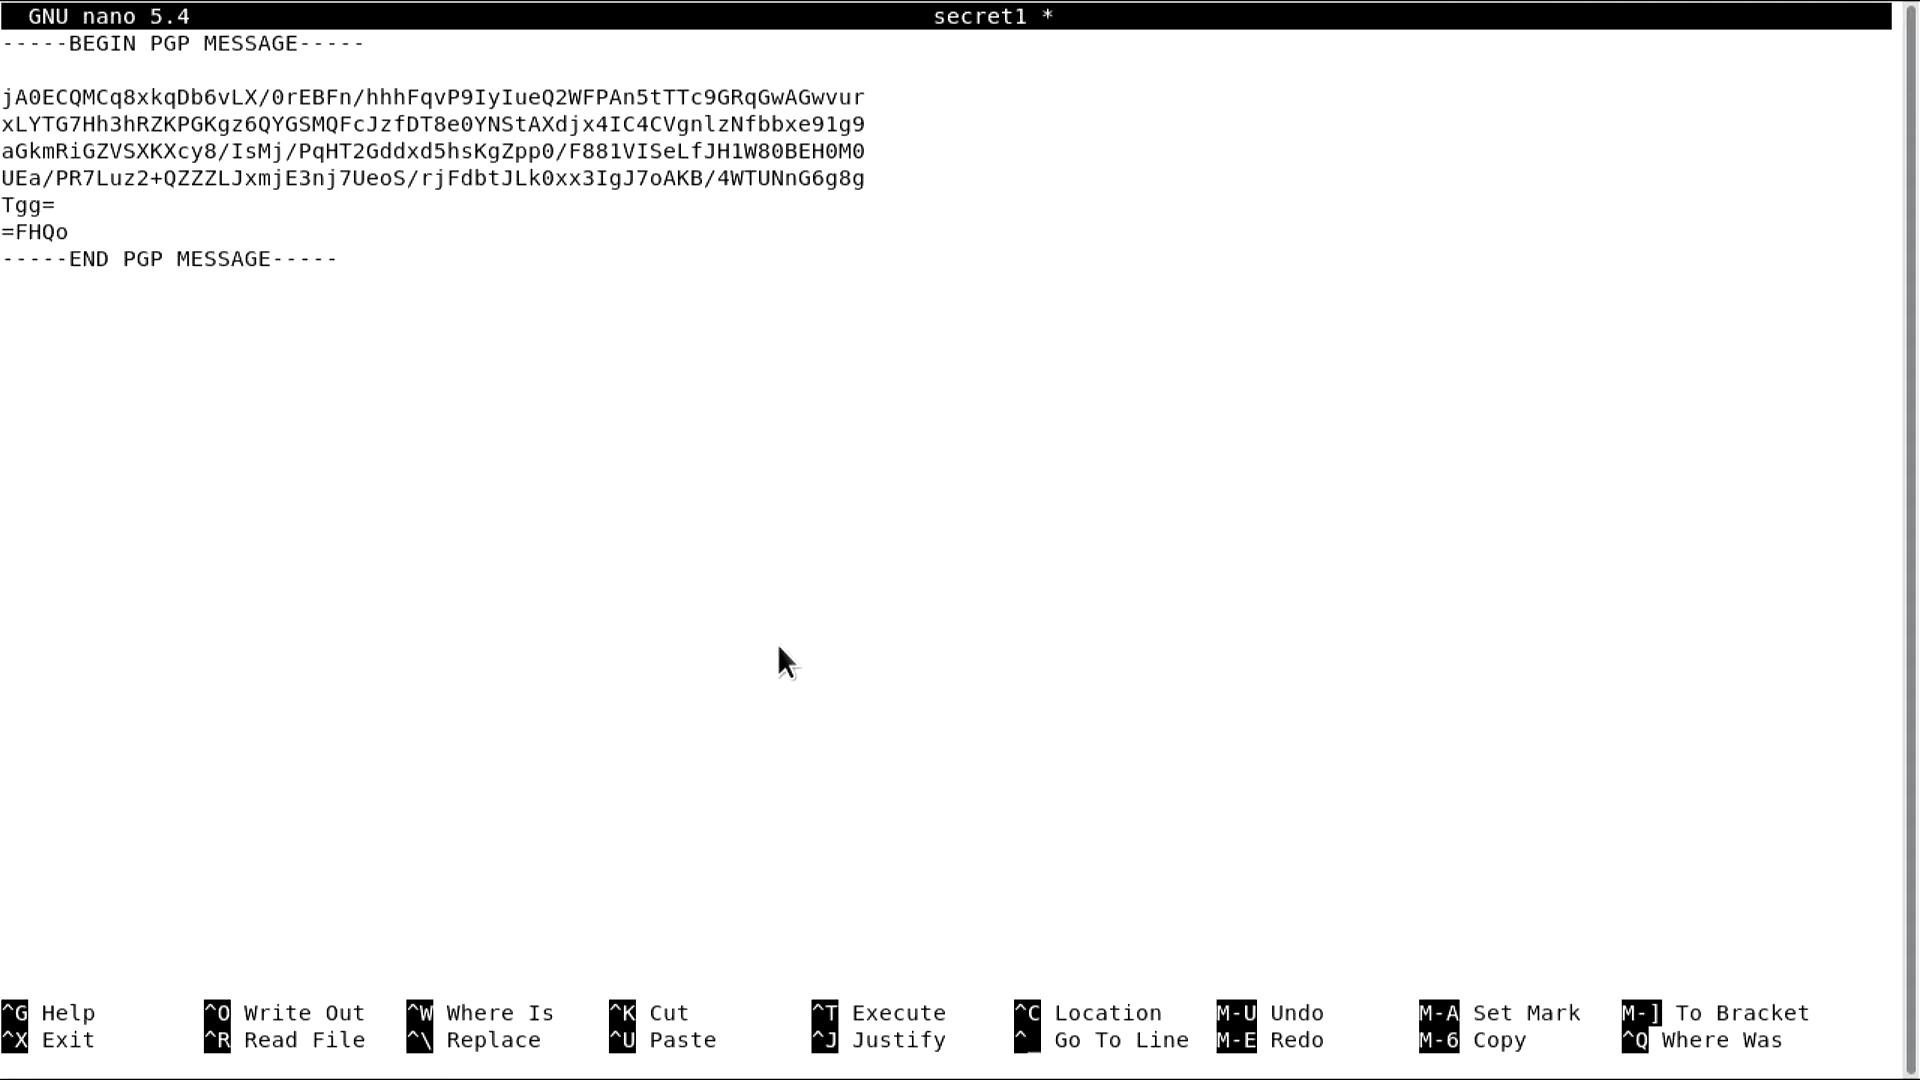 GNU nano 5.4 secret1 *
-----BEGIN PGP MESSAGE-----

jA0ECQMCq8xkqDb6vLX/0rEBFn/hhhFqvP9IyIueQ2WFPAn5tTTc9GRqGwAGwvur
xLYTG7Hh3hRZKPGKgz6QYGSMQFcJzfDT8e0YNStAXdjx4IC4CVgnlzNfbbxe91g9
aGkmRiGZVSXKXcy8/IsMj/PqHT2Gddxd5hsKgZpp0/F881VISeLfJH1W80BEH0M0
UEa/PR7Luz2+QZZZLJxmjE3nj7UeoS/rjFdbtJLk0xx3IgJ7oAKB/4WTUNnG6g8g
Tgg=
=FHQo
-----END PGP MESSAGE-----

^G Help ^O Write Out ^W Where Is ^K Cut ^T Execute ^C Location M-U Undo M-A Set Mark M-] To Bracket
^X Exit ^R Read File ^\ Replace ^U Paste ^J Justify ^_ Go To Line M-E Redo M-6 Copy ^Q Where Was